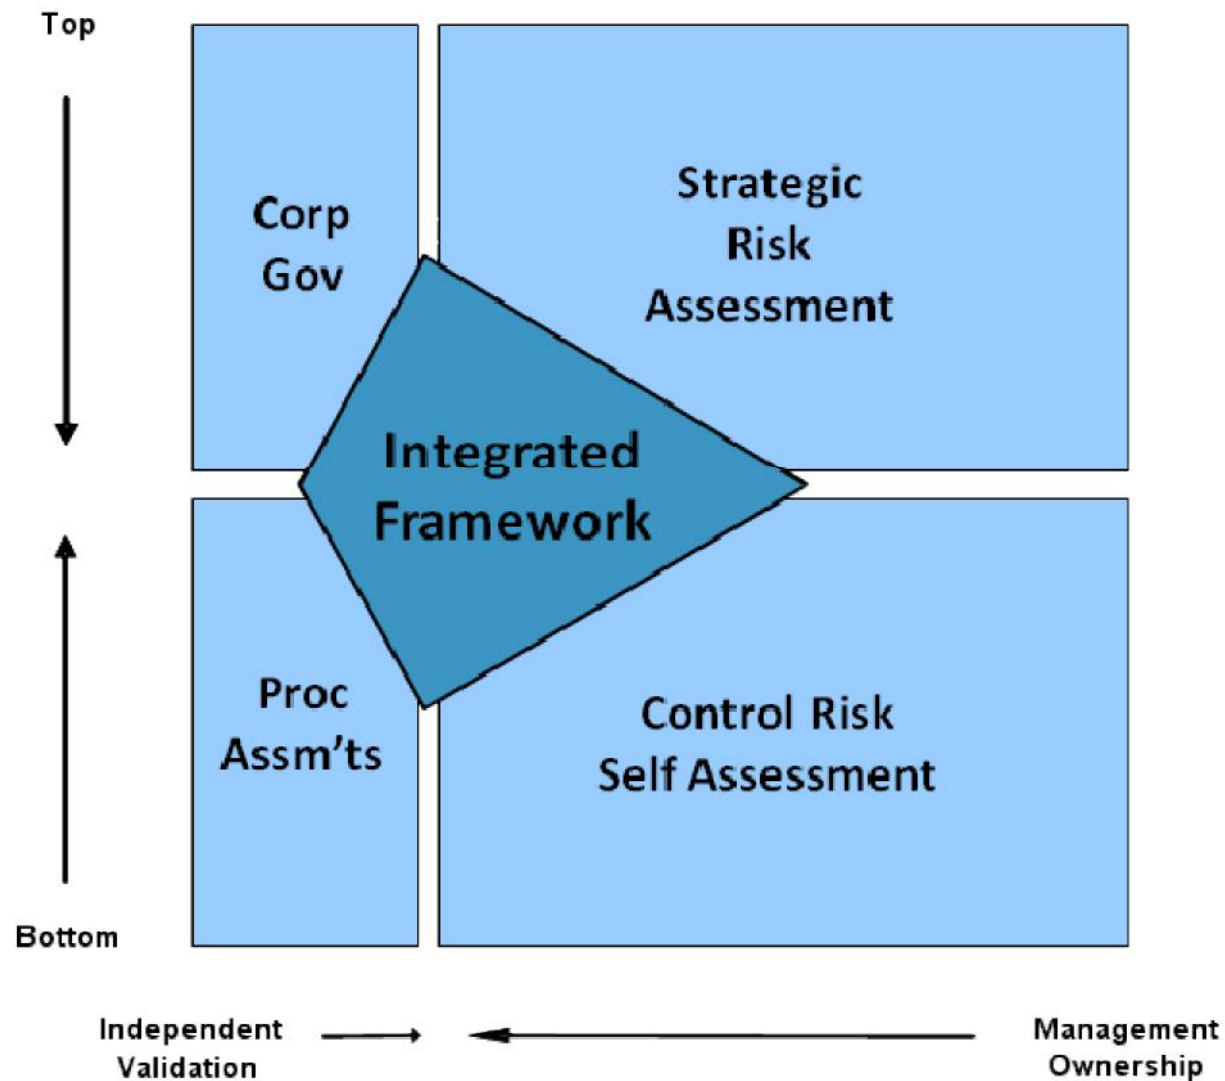 Top
Corp
Gov
Strategic
Risk
Assessment
Integrated
Framework
Proc
Assm’ts
Control Risk
Self Assessment
Bottom
Independent
Validation
Management
Ownership